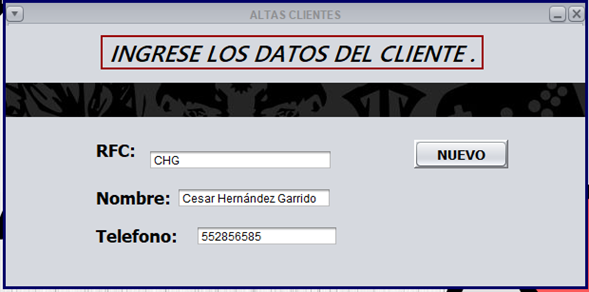 ALTAS CLIENTES
INGRESE LOS DATOS DEL CLIENTE .
RFC: CHG
NUEVO
Nombre: Cesar Hernández Garrido
Telefono: 552856585